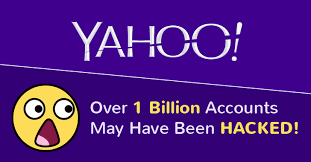 YAHOO!
Over 1 Billion Accounts
May Have Been HACKED!